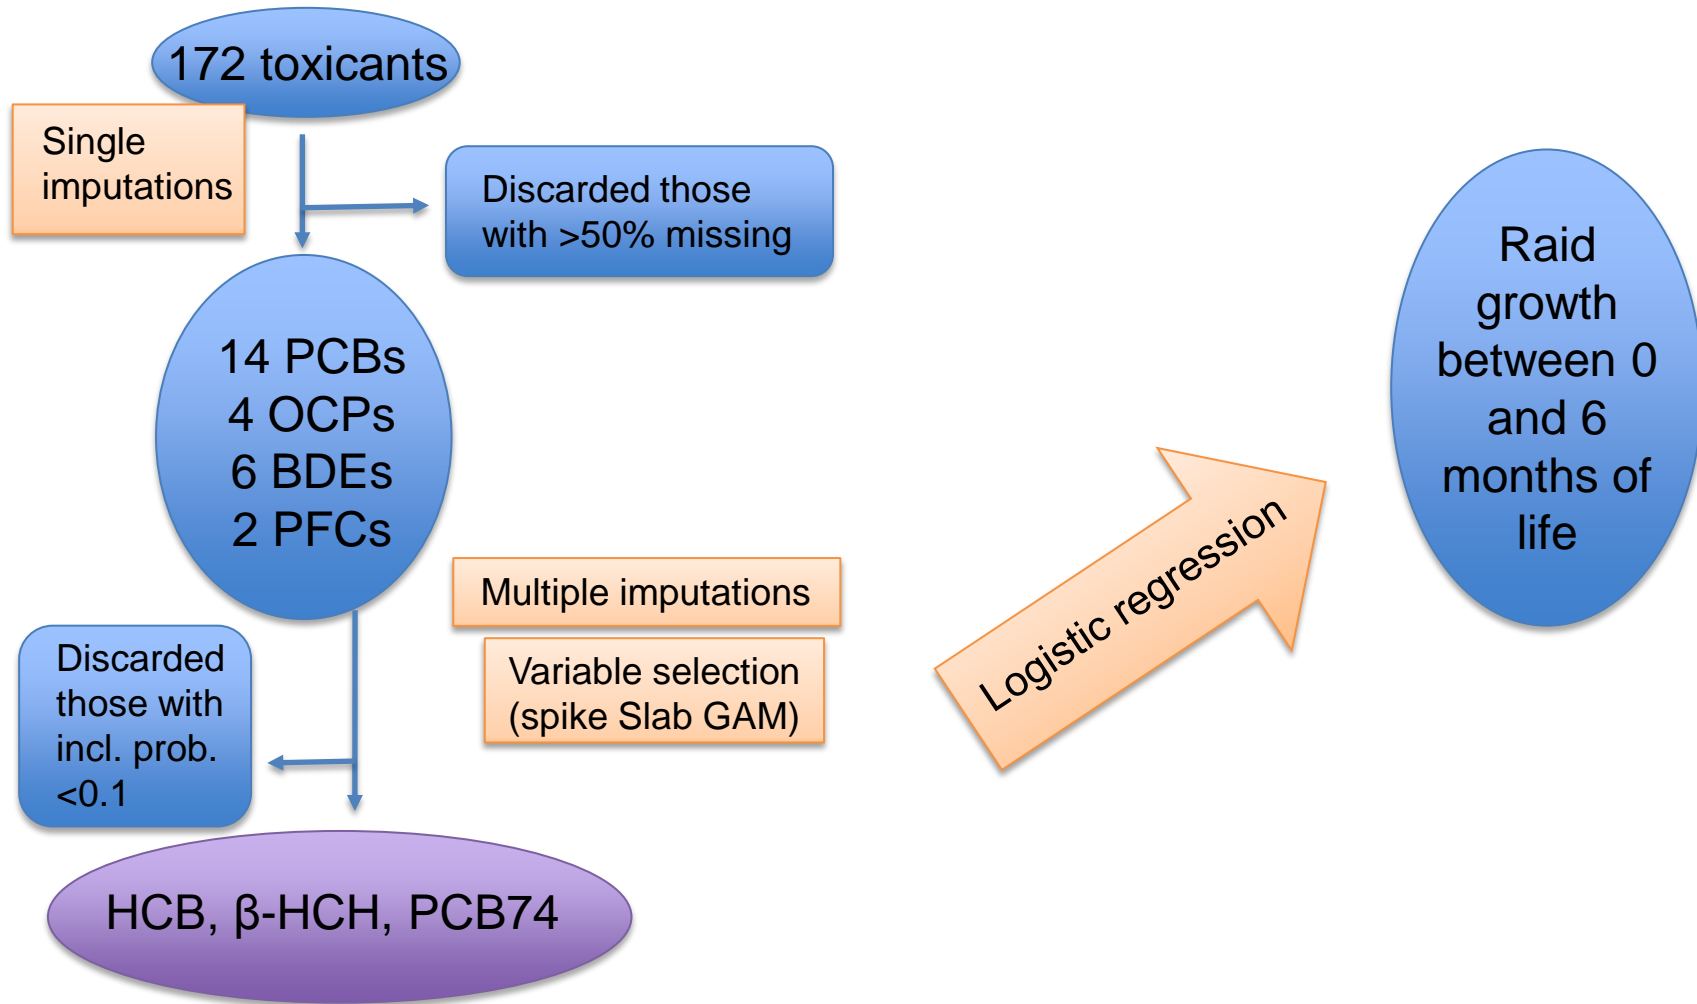 172 toxicants
Single
imputations
Discarded those
with >50% missing
14 PCBs
4 OCPs
6 BDEs
2 PFCs
Multiple imputations
Variable selection
(spike Slab GAM)
Discarded
those with
incl. prob.
<0.1
HCB, β-HCH, PCB74
Logistic regression
Raid
growth
between 0
and 6
months of
life